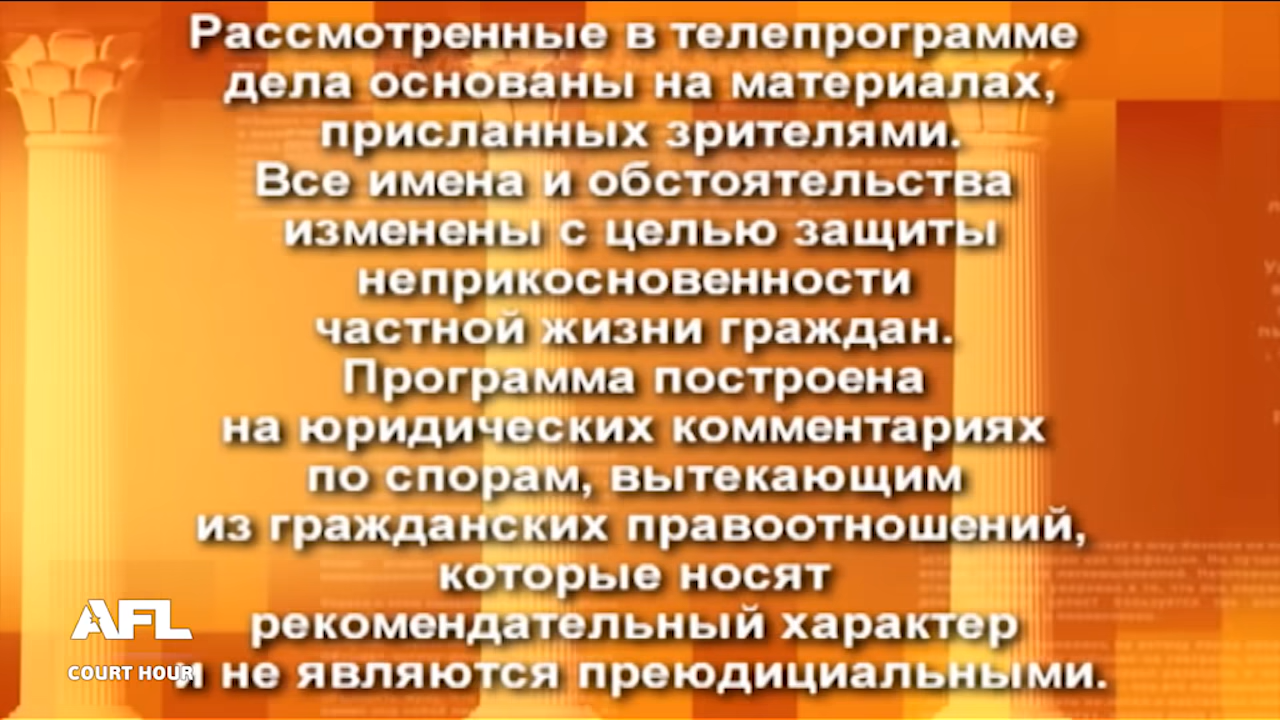 Рассмотренные в телепрограмме
дела основаны на материалах,
присланных зрителями.
Все имена и обстоятельства
изменены с целью защиты
неприкосновенности
частной жизни граждан.
Программа построена
на юридических комментариях
по спорам, вытекающим
из гражданских правоотношений,
которые носят
рекомендательный характер
и не являются преюдициальными.
AFL
COURT HOUR